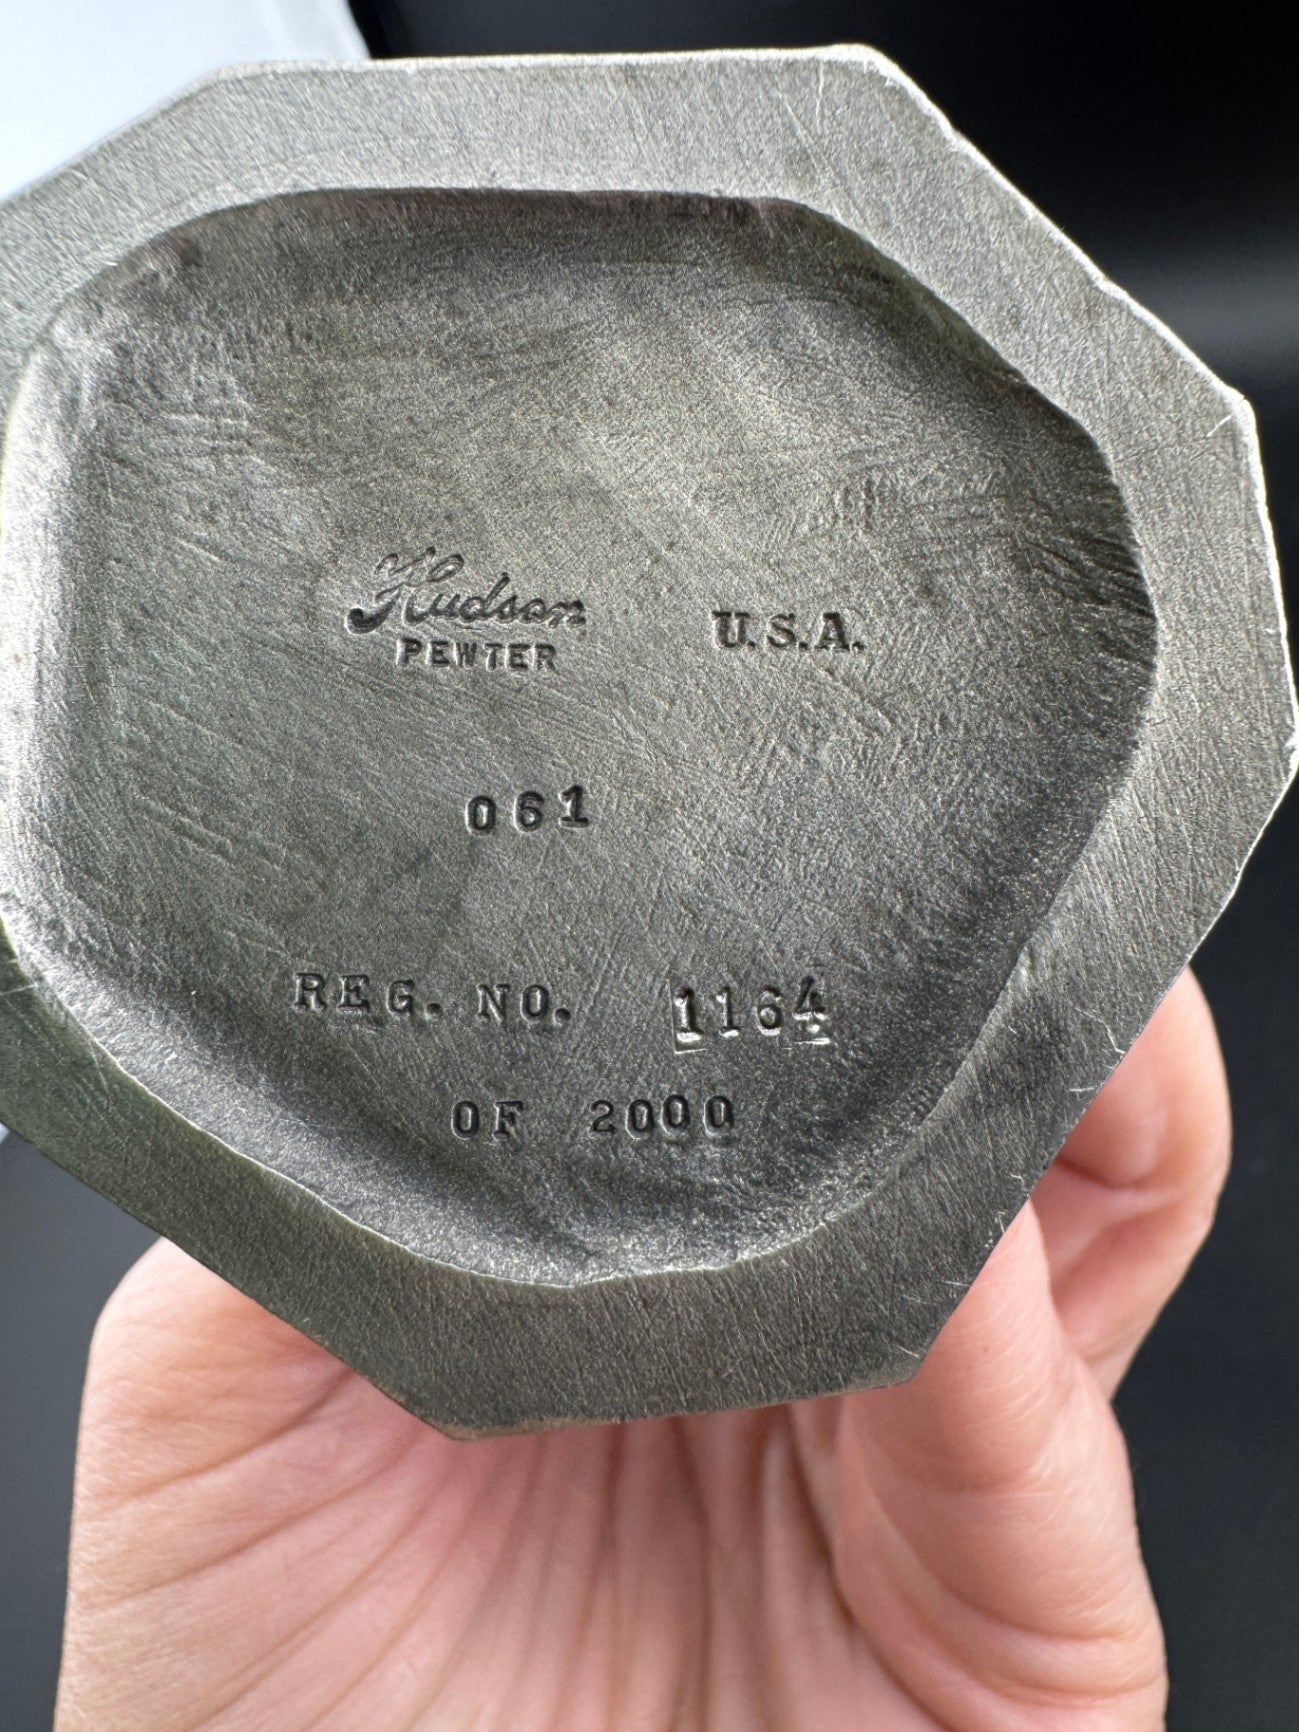 Hudson
PEWTER
U.S.A.
061
REG. NO. 1164
OF 2000